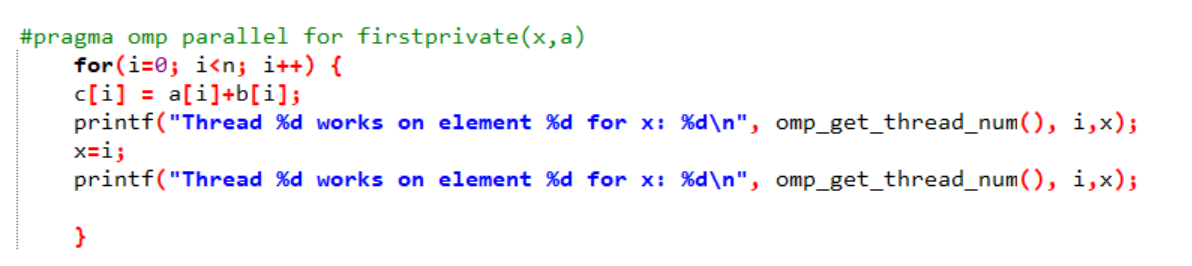 #pragma omp parallel for firstprivate(x,a)
for(i=0; i<n; i++) {
c[i] = a[i]+b[i];
printf("Thread %d works on element %d for x: %d\n", omp_get_thread_num(), i,x);
x=i;
printf("Thread %d works on element %d for x: %d\n", omp_get_thread_num(), i,x);
}